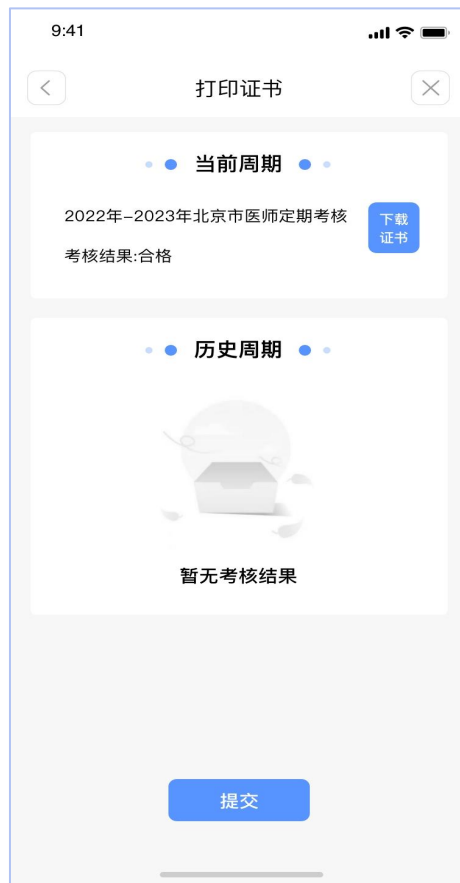 9:41
打印证书
当前周期
2022年-2023年北京市医师定期考核
考核结果:合格
下载
证书
历史周期
暂无考核结果
提交